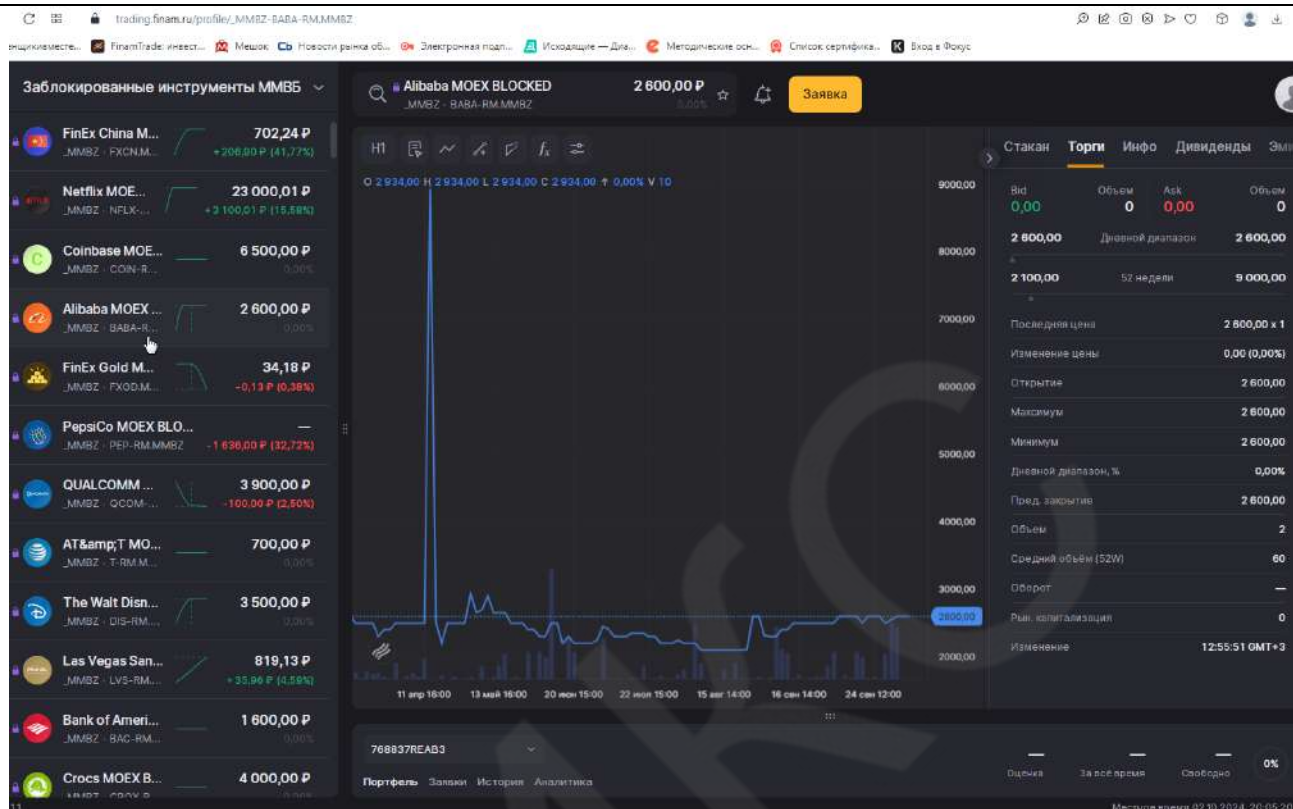 trading.finam.ru/profile/_MMBZ-BABA-RM.MMBZ
FinamTrade: инвест... Мешок Сь Новости рынка об... Электронная подп... Исходящие — Диа... Методические осн... Список сертифика... Вход в Фокус
Заблокированные инструменты ММВБ
FinEx China M... 702,24 ₽
_MMBZ · FXCN.M... +206,90 ₽ (41,77%)
Netflix MOE... 23 000,01 ₽
_MMBZ · NFLX-... +3 100,01 ₽ (15,58%)
Coinbase MOE... 6 500,00 ₽
_MMBZ · COIN-R... 0,00%
Alibaba MOEX ... 2 600,00 ₽
_MMBZ · BABA-R... 0,00%
FinEx Gold M... 34,18 ₽
_MMBZ · FXGD.M... -0,13 ₽ (0,38%)
PepsiCo MOEX BLO... —
_MMBZ · PEP-RM.MMBZ -1 636,00 ₽ (32,72%)
QUALCOMM ... 3 900,00 ₽
_MMBZ · QCOM-... -100,00 ₽ (2,50%)
AT&amp;T MO... 700,00 ₽
_MMBZ · T-RM.M... 0,00%
The Walt Disn... 3 500,00 ₽
_MMBZ · DIS-RM.... 0,00%
Las Vegas San... 819,13 ₽
_MMBZ · LVS-RM.... +35,96 ₽ (4,59%)
Bank of Ameri... 1 600,00 ₽
_MMBZ · BAC-RM... 0,00%
Crocs MOEX B... 4 000,00 ₽
Alibaba MOEX BLOCKED 2 600,00 ₽
_MMBZ · BABA-RM.MMBZ 0,00%
Заявка
H1
O 2 934,00 H 2 934,00 L 2 934,00 C 2 934,00 0,00% V 10
9000,00
8000,00
7000,00
6000,00
5000,00
4000,00
3000,00
2600,00
2000,00
11 апр 16:00 13 май 16:00 20 июн 15:00 22 июл 15:00 15 авг 14:00 16 сен 14:00 24 сен 12:00
768837REAB3
Портфель Заявки История Аналитика
Стакан Торги Инфо Дивиденды
Bid Объем Ask Объем
0,00 0 0,00 0
2 600,00 Дневной диапазон 2 600,00
2 100,00 52 недели 9 000,00
Последняя цена 2 600,00 x 1
Изменение цены 0,00 (0,00%)
Открытие 2 600,00
Максимум 2 600,00
Минимум 2 600,00
Дневной диапазон, % 0,00%
Пред. закрытие 2 600,00
Объем 2
Средний объём (52W) 60
Оборот —
Рын. капитализация 0
Изменение 12:55:51 GMT+3
— — — 0%
Оценка За всё время Свободно
Местное время 02.10.2024, 20:05:20